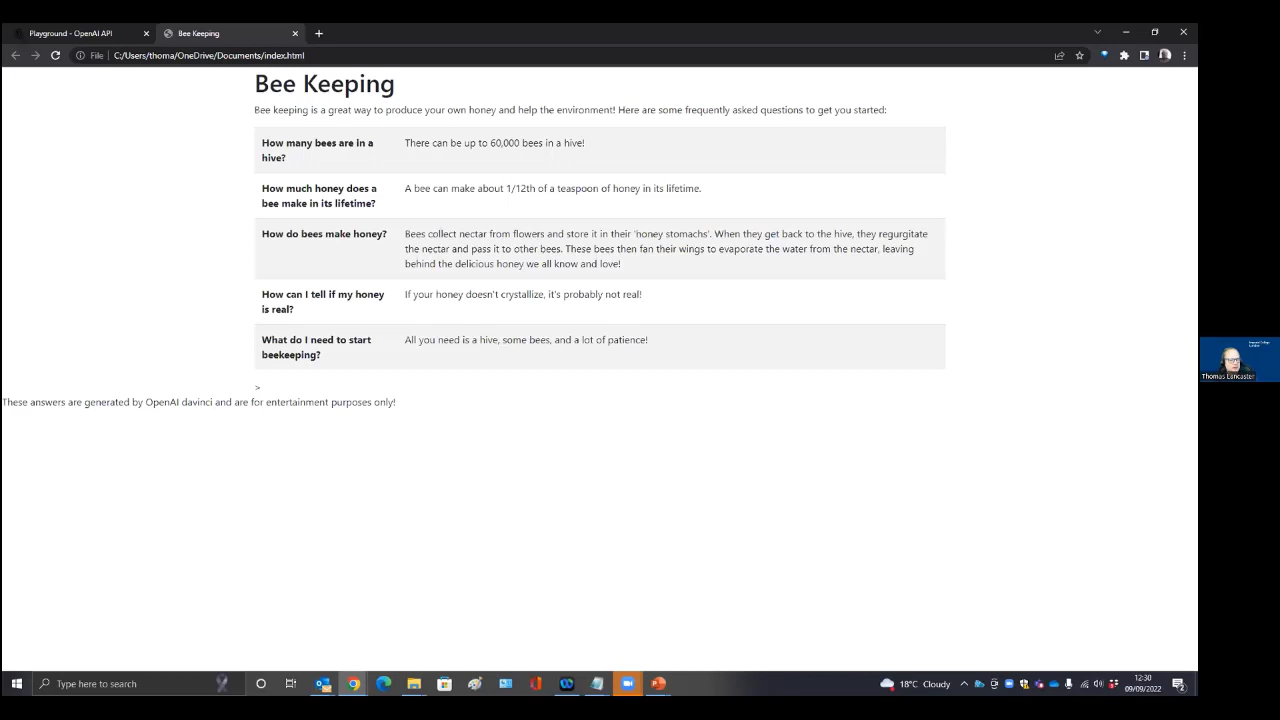 Playground - OpenAI API
Bee Keeping
File C:/Users/thoma/OneDrive/Documents/index.html
Bee Keeping
Bee keeping is a great way to produce your own honey and help the environment! Here are some frequently asked questions to get you started:
How many bees are in a
hive?
There can be up to 60,000 bees in a hive!
How much honey does a
bee make in its lifetime?
A bee can make about 1/12th of a teaspoon of honey in its lifetime.
How do bees make honey?
Bees collect nectar from flowers and store it in their 'honey stomachs'. When they get back to the hive, they regurgitate
the nectar and pass it to other bees. These bees then fan their wings to evaporate the water from the nectar, leaving
behind the delicious honey we all know and love!
How can I tell if my honey
is real?
If your honey doesn't crystallize, it's probably not real!
What do I need to start
beekeeping?
All you need is a hive, some bees, and a lot of patience!
>
These answers are generated by OpenAI davinci and are for entertainment purposes only!
Thomas Lancaster
Type here to search
18°C Cloudy
12:30
09/09/2022